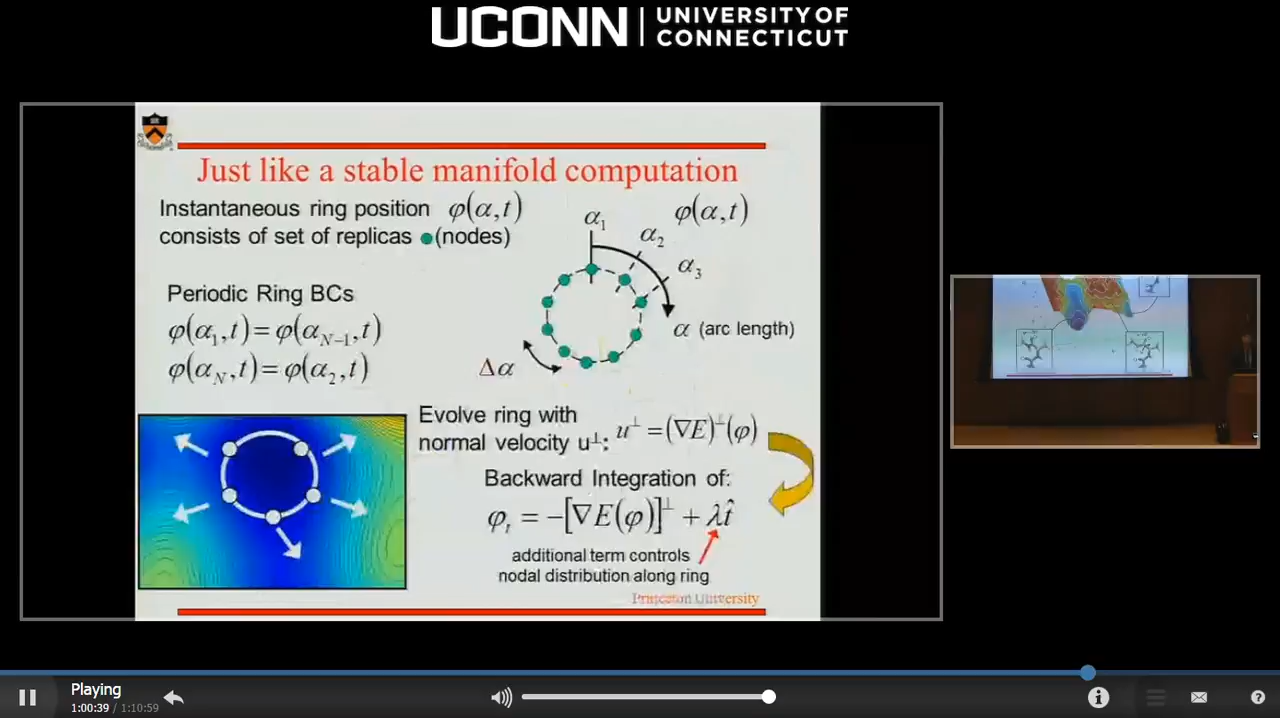 UCONN
UNIVERSITY OF
CONNECTICUT
Just like a stable manifold computation
Instantaneous ring position φ(α,t)
consists of set of replicas (nodes)
α₁
α₂
α₃
φ(α,t)
α (arc length)
Δα
Periodic Ring BCs
φ(α₁,t)=φ(α_{N-1},t)
φ(α_N,t)=φ(α₂,t)
Evolve ring with
normal velocity u⊥: u^⊥ =(∇E)^⊥(φ)
Backward Integration of:
φ_t = −[∇E(φ)]^⊥ + λt̂
additional term controls
nodal distribution along ring
Princeton University
Playing
1:00:39 / 1:10:59